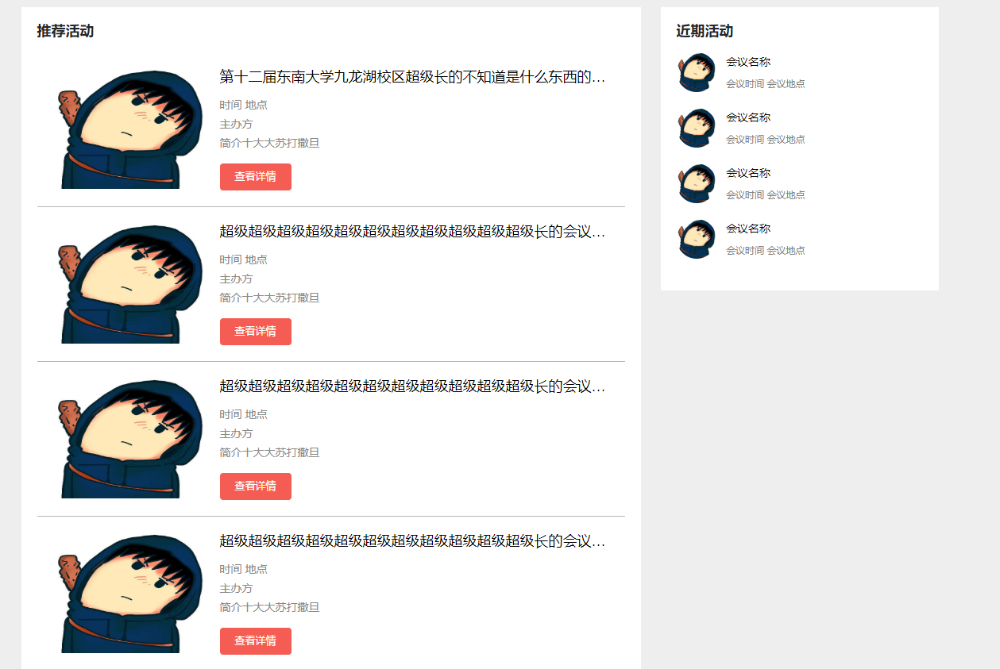 推荐活动
第十二届东南大学九龙湖校区超级长的不知道是什么东西的...
时间 地点
主办方
简介十大大苏打撒旦
查看详情
超级超级超级超级超级超级超级超级超级超级超级长的会议...
时间 地点
主办方
简介十大大苏打撒旦
查看详情
超级超级超级超级超级超级超级超级超级超级超级长的会议...
时间 地点
主办方
简介十大大苏打撒旦
查看详情
超级超级超级超级超级超级超级超级超级超级超级长的会议...
时间 地点
主办方
简介十大大苏打撒旦
查看详情
近期活动
会议名称
会议时间 会议地点
会议名称
会议时间 会议地点
会议名称
会议时间 会议地点
会议名称
会议时间 会议地点